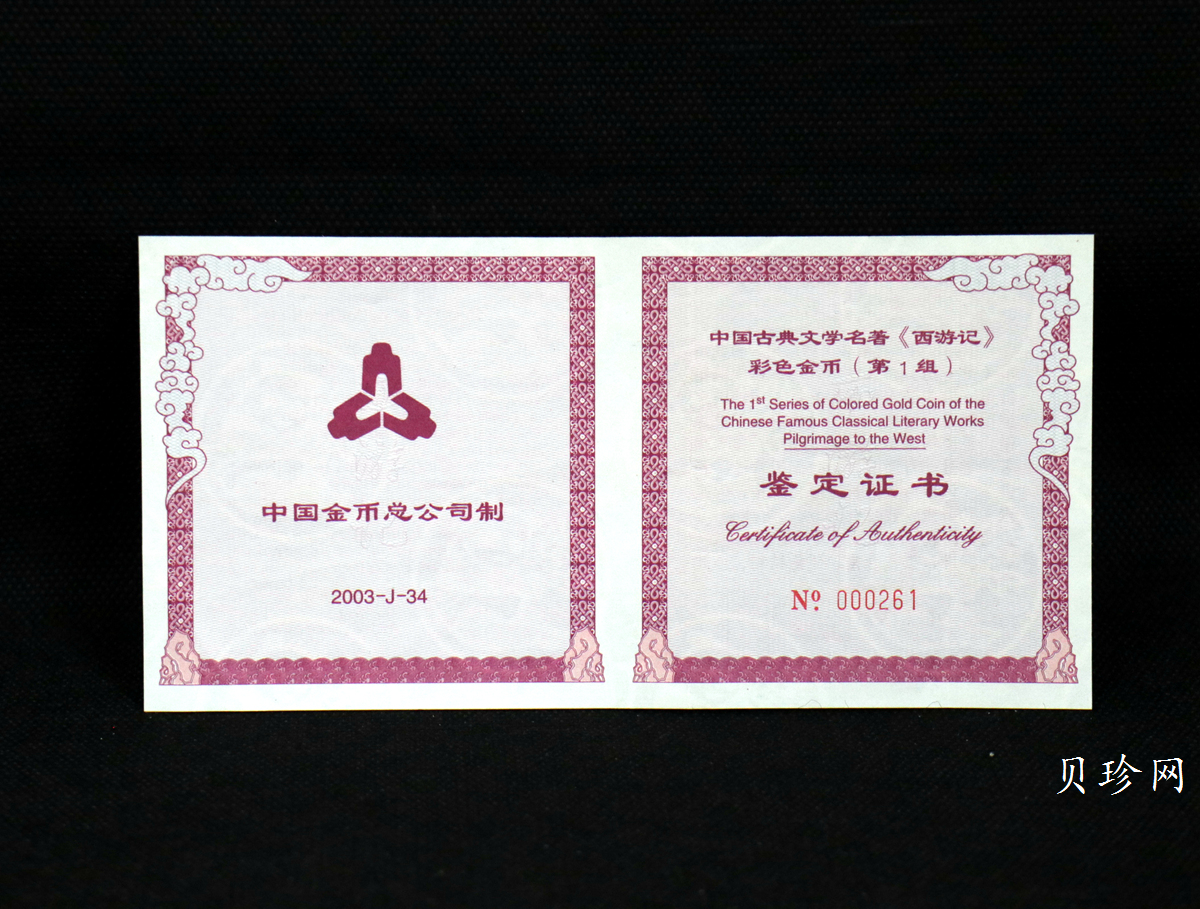 中国金币总公司制
2003-J-34
中国古典文学名著《西游记》
彩色金币（第1组）
The 1st Series of Colored Gold Coin of the
Chinese Famous Classical Literary Works
Pilgrimage to the West
鉴定证书
Certificate of Authenticity
Nº 000261
贝珍网